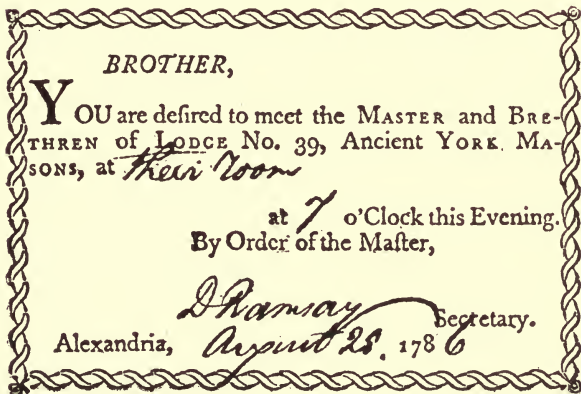 BROTHER,
YOU are deſired to meet the MASTER and BRE-
THREN of LODGE No. 39, Ancient YORK. MA-
SONS, at their room
at 7 o'Clock this Evening.
By Order of the Maſter,
D Ramsay Secretary.
Alexandria, August 28. 1786